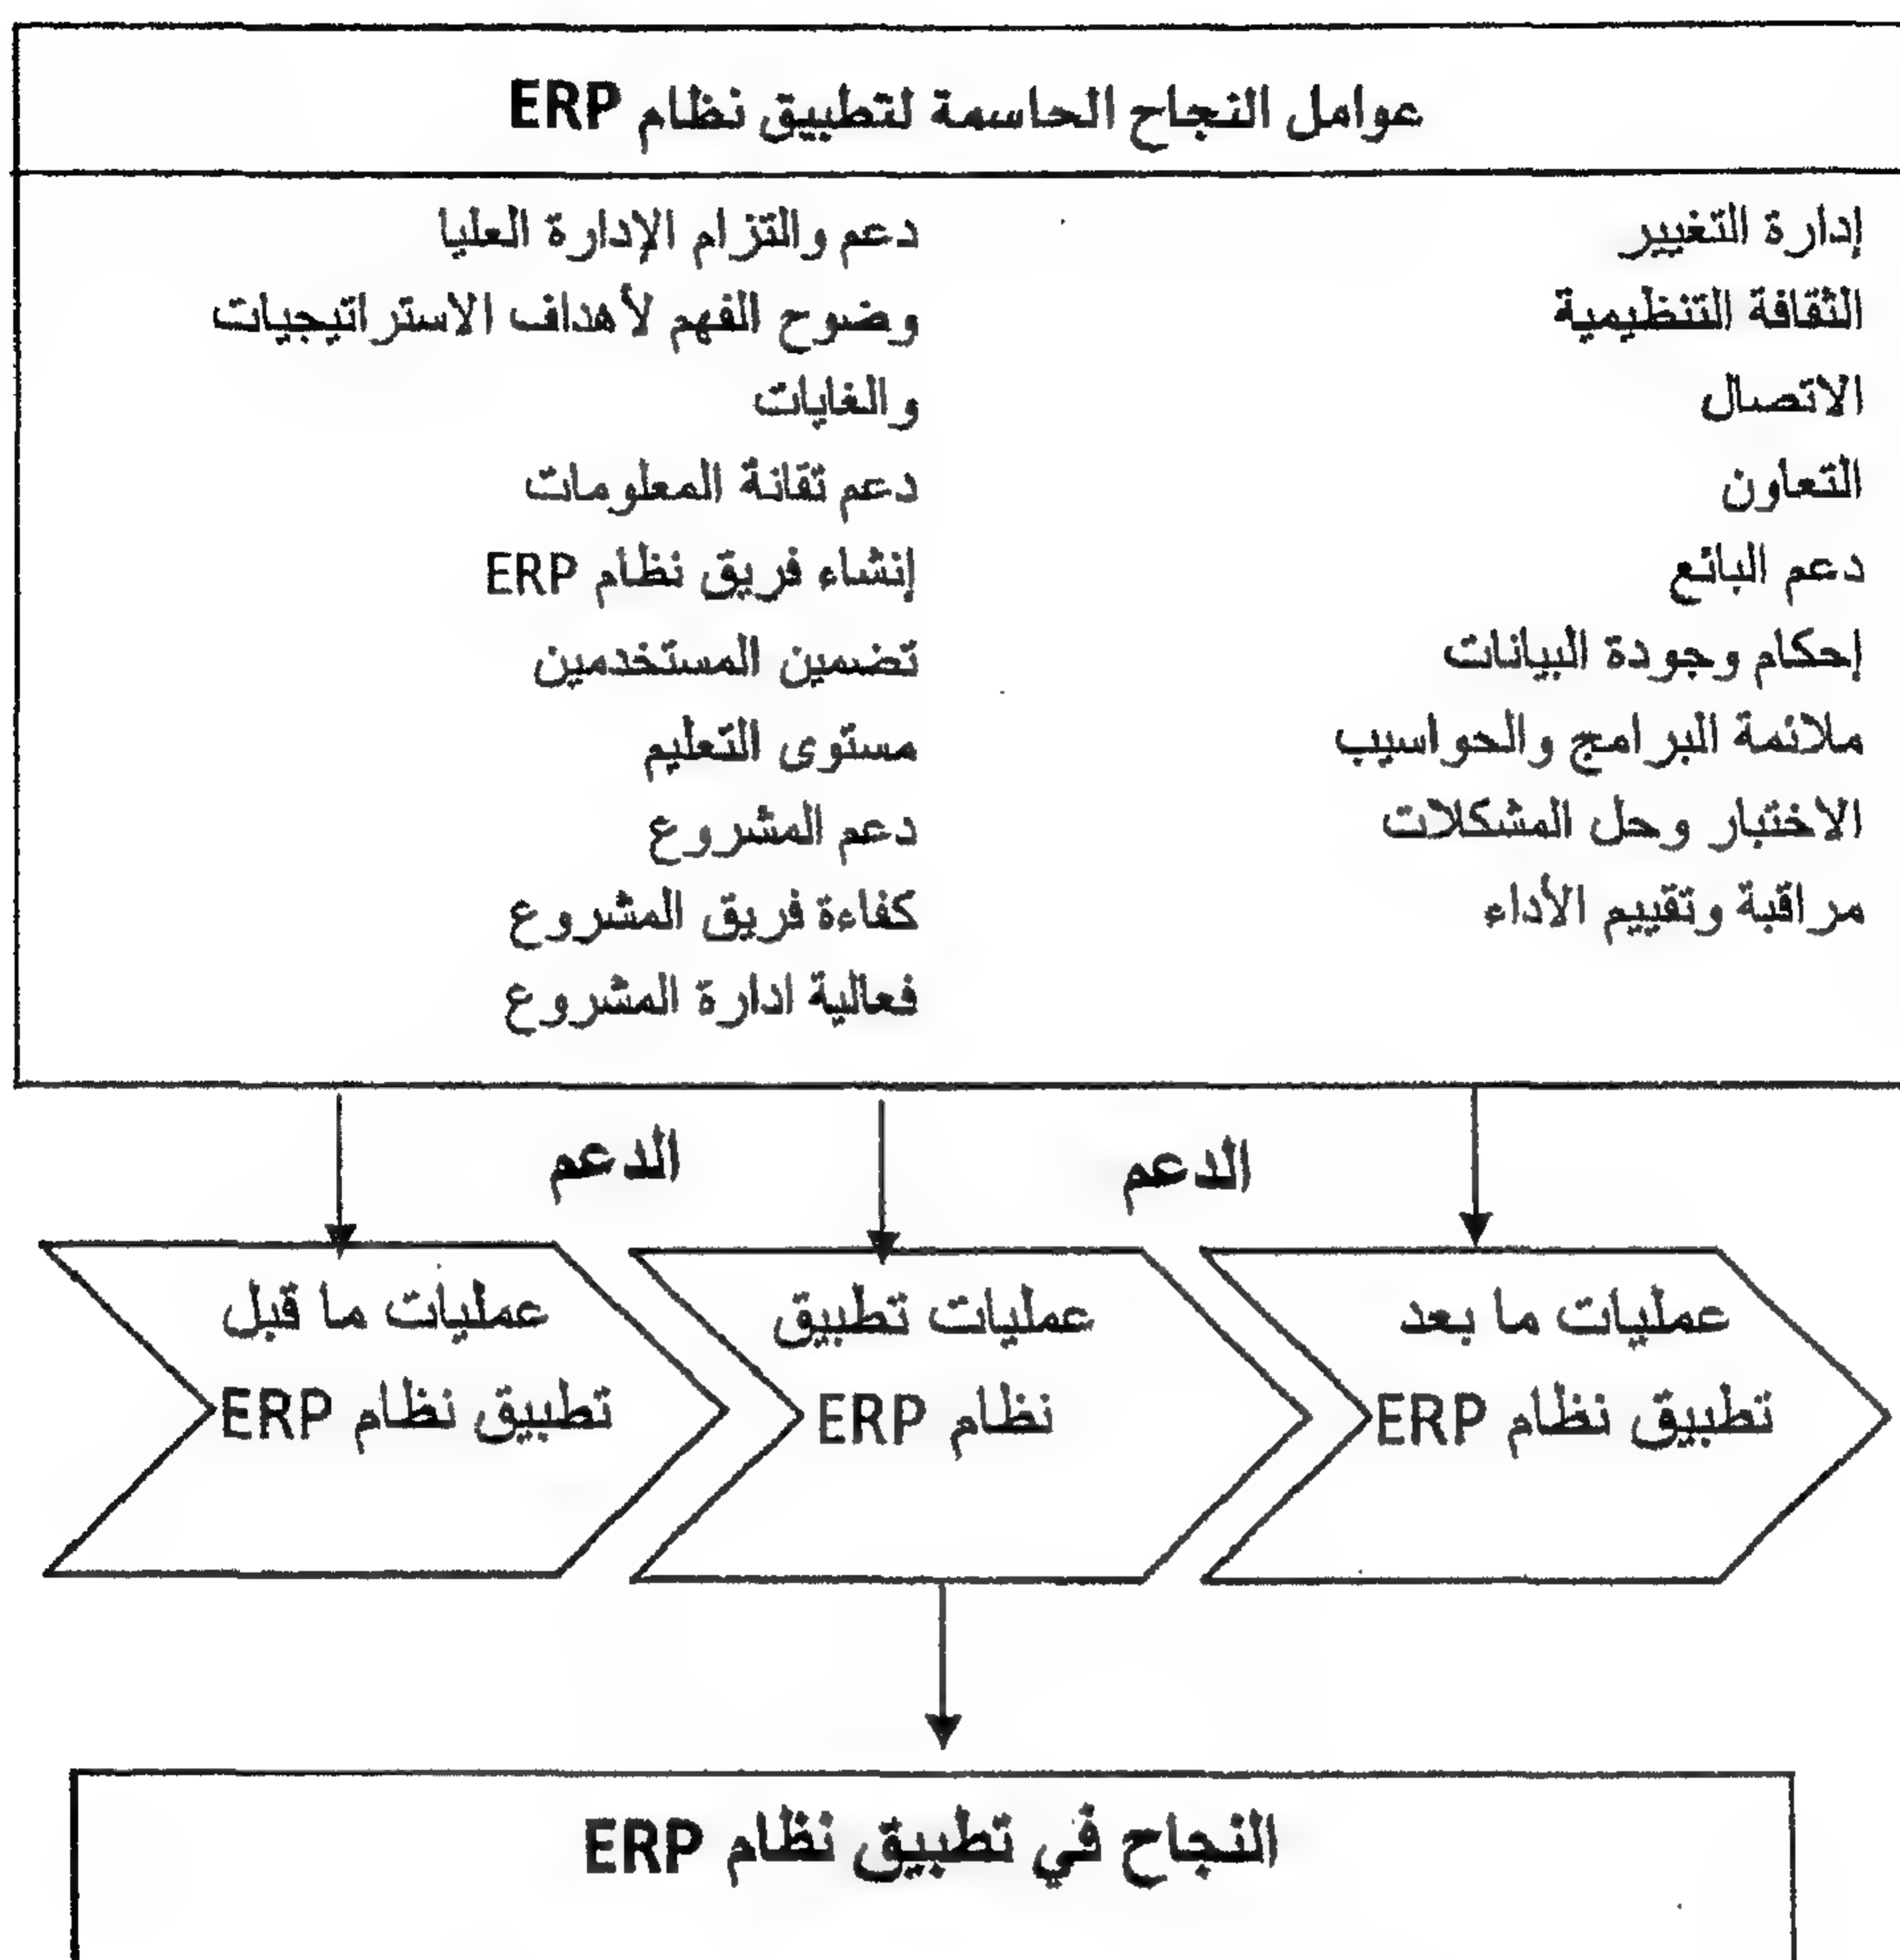 عوامل النجاح الحاسمة لتطبيق نظام ERP
إدارة التغيير
الثقافة التنظيمية
الاتصال
التعاون
دعم البائع
إحكام وجودة البيانات
ملائمة البرامج والحواسيب
الاختبار وحل المشكلات
مراقبة وتقييم الأداء
دعم والتزام الإدارة العليا
وضوح الفهم لأهداف الاستراتيجيات
والغايات
دعم تقانة المعلومات
إنشاء فريق نظام ERP
تضمين المستخدمين
مستوى التعليم
دعم المشروع
كفاءة فريق المشروع
فعالية ادارة المشروع
الدعم
الدعم
عمليات ما بعد
تطبيق نظام ERP
عمليات تطبيق
نظام ERP
عمليات ما قبل
تطبيق نظام ERP
النجاح في تطبيق نظام ERP